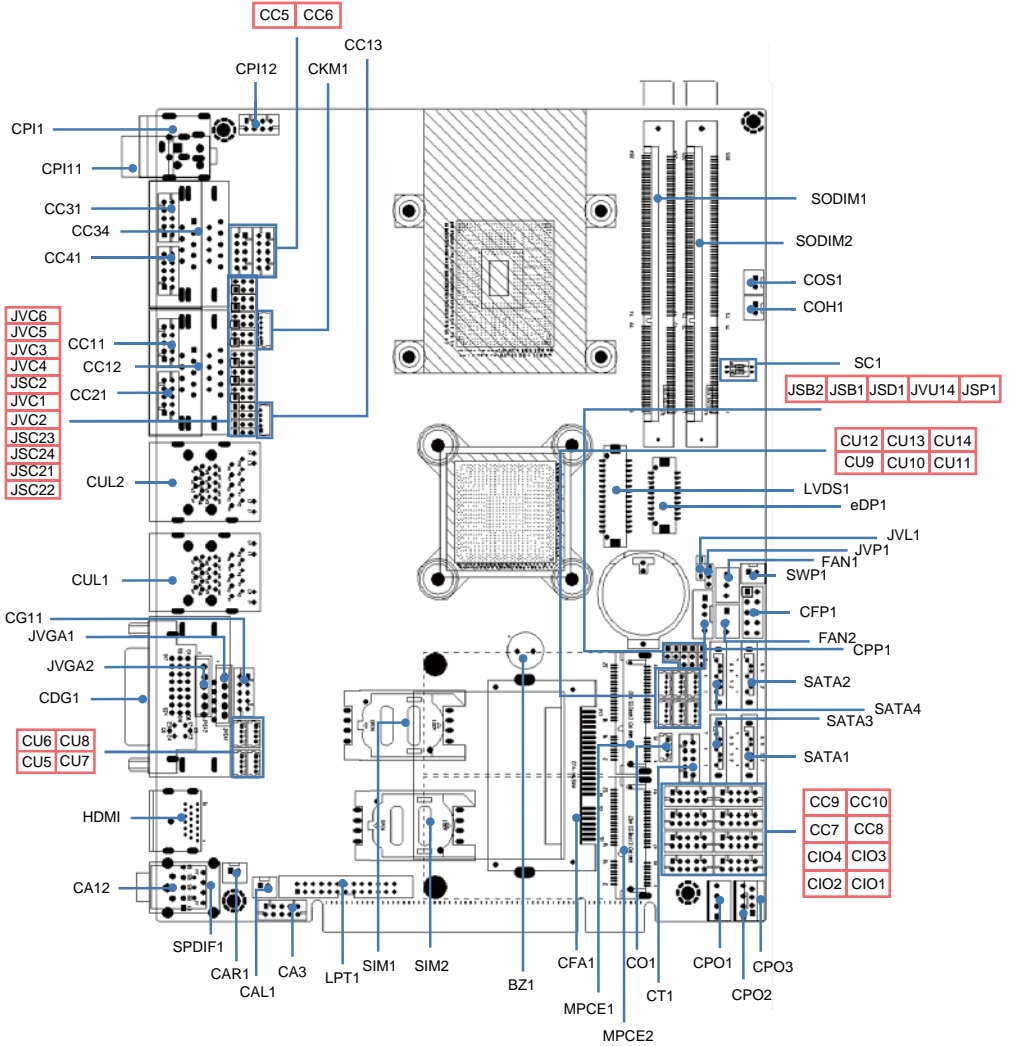 CC5 CC6
CC13
CPI12
CKM1
CPI1
CPI11
CC31
CC34
CC41
SODIM1
SODIM2
COS1
COH1
JVC6
JVC5
JVC3
JVC4
JSC2
JVC1
JVC2
JSC23
JSC24
JSC21
JSC22
CC11
CC12
CC21
SC1
JSB2 JSB1 JSD1 JVU14 JSP1
CU12 CU13 CU14
CU9 CU10 CU11
CUL2
LVDS1
eDP1
JVL1
JVP1
FAN1
SWP1
CUL1
CFP1
CG11
JVGA1
FAN2
CPP1
JVGA2
CDG1
SATA2
SATA4
SATA3
CU6 CU8
CU5 CU7
SATA1
HDMI
CC9 CC10
CC7 CC8
CIO4 CIO3
CIO2 CIO1
CA12
SPDIF1
CAR1
CAL1
CA3
LPT1
SIM1
SIM2
BZ1
CFA1
MPCE1
MPCE2
CO1
CT1
CPO1
CPO2
CPO3